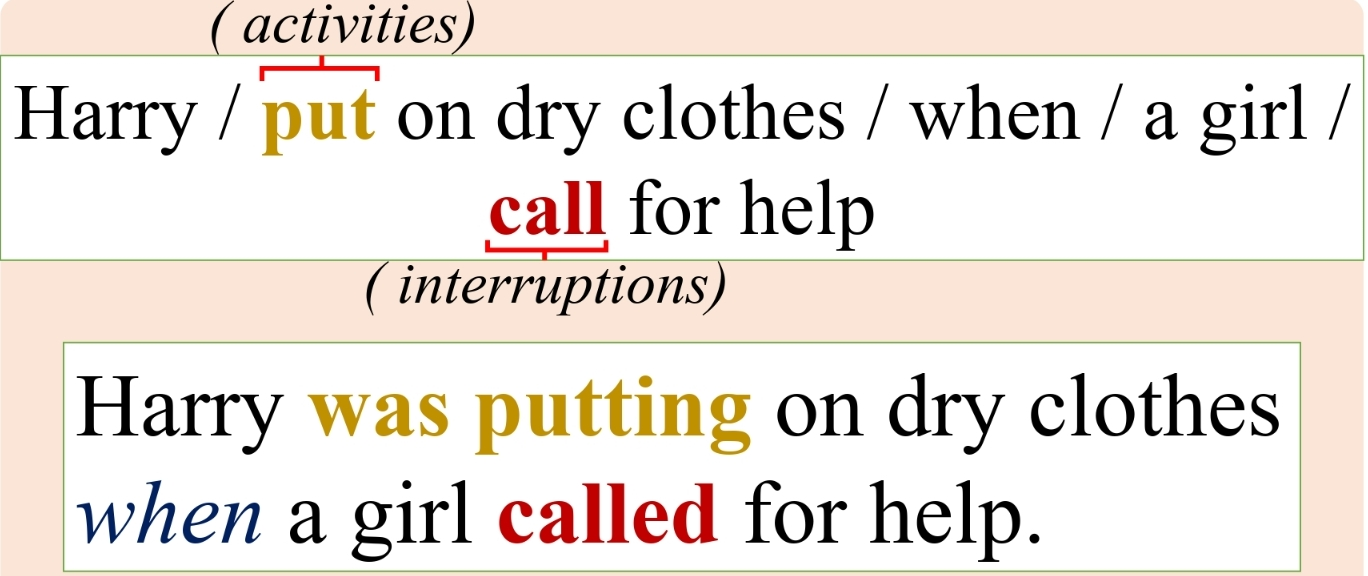 ( activities)
Harry / put on dry clothes / when / a girl /
call for help
( interruptions)
Harry was putting on dry clothes
when a girl called for help.